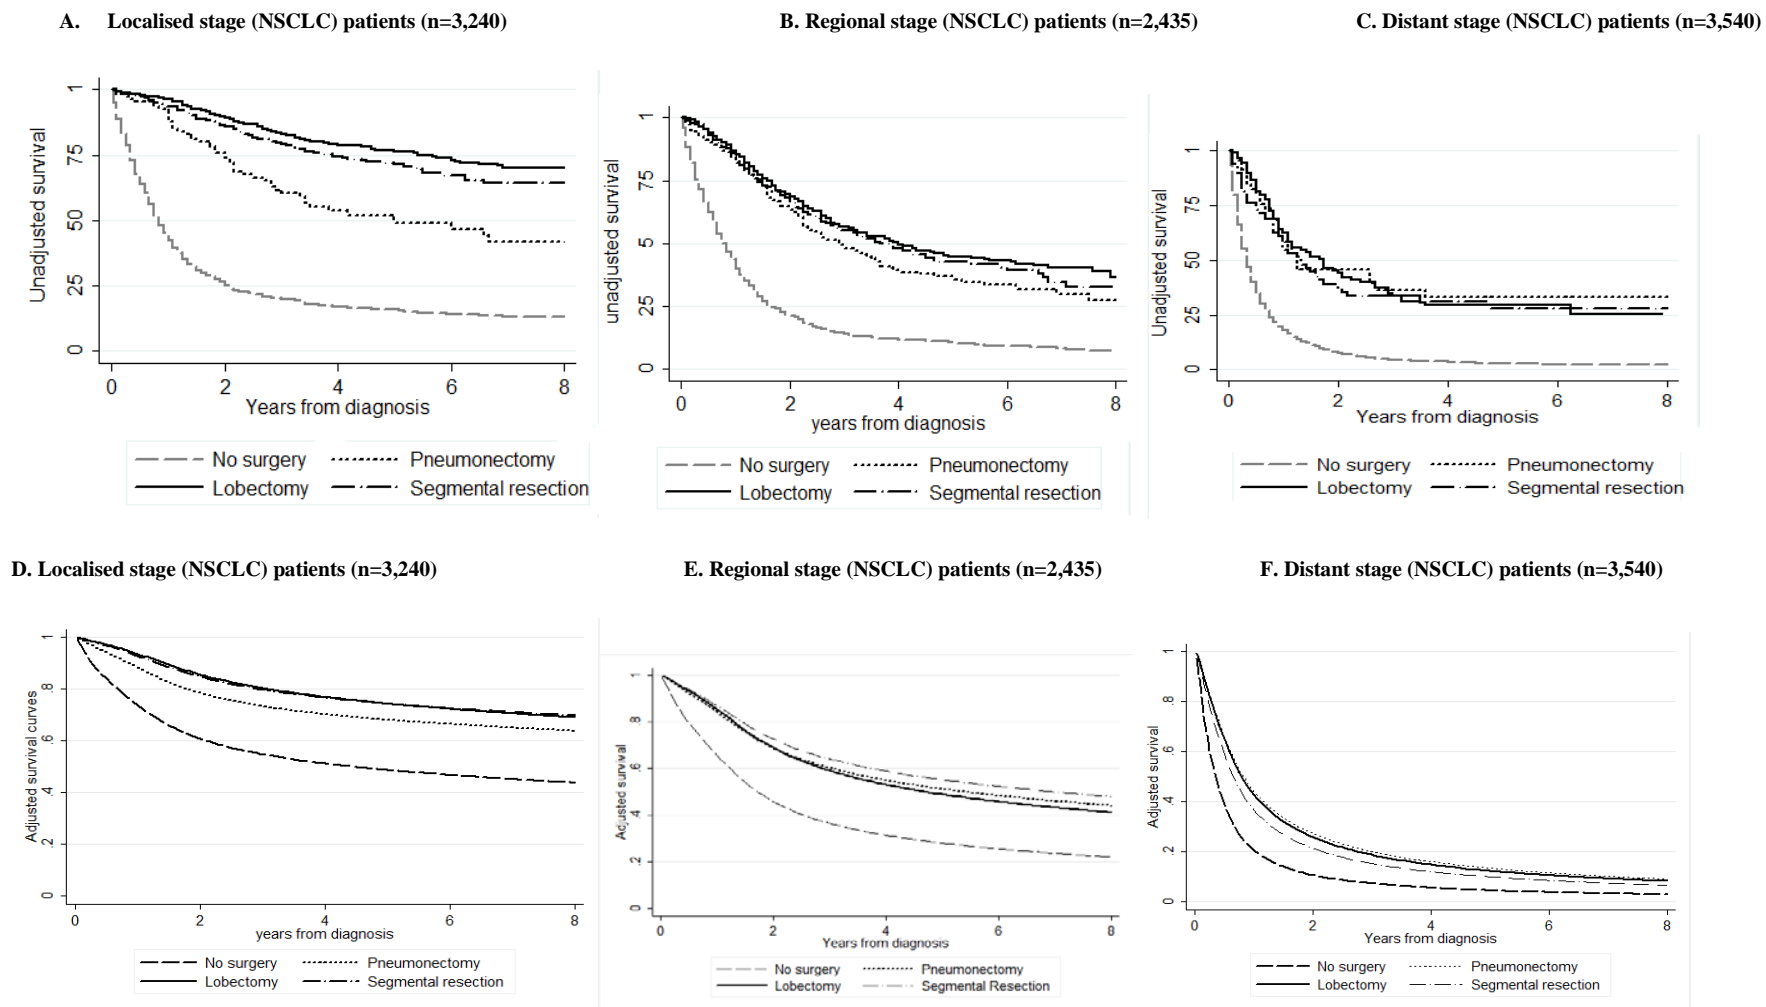 A. Localised stage (NSCLC) patients (n=3,240)
B. Regional stage (NSCLC) patients (n=2,435)
C. Distant stage (NSCLC) patients (n=3,540)
Unadjusted survival
1
75
50
25
0
0 2 4 6 8
Years from diagnosis
No surgery Pneumonectomy
Lobectomy Segmental resection
unadjusted survival
1
75
5
25
0
0 2 4 6 8
years from diagnosis
No surgery Pneumonectomy
Lobectomy Segmental resection
Unadjusted survival
1
75
50
25
0
0 2 4 6 8
Years from diagnosis
No surgery Pneumonectomy
Lobectomy Segmental resection
D. Localised stage (NSCLC) patients (n=3,240)
E. Regional stage (NSCLC) patients (n=2,435)
F. Distant stage (NSCLC) patients (n=3,540)
Adjusted survival curves
1
.8
.6
.4
.2
0
0 2 4 6 8
years from diagnosis
No surgery Pneumonectomy
Lobectomy Segmental resection
Adjusted survival
1
.8
.6
.4
.2
0
0 2 4 6 8
Years from diagnosis
No surgery Pneumonectomy
Lobectomy Segmental Resection
Adjusted survival
1
.8
.6
.4
.2
0
0 2 4 6 8
Years from diagnosis
No surgery Pneumonectomy
Lobectomy Segmental resection